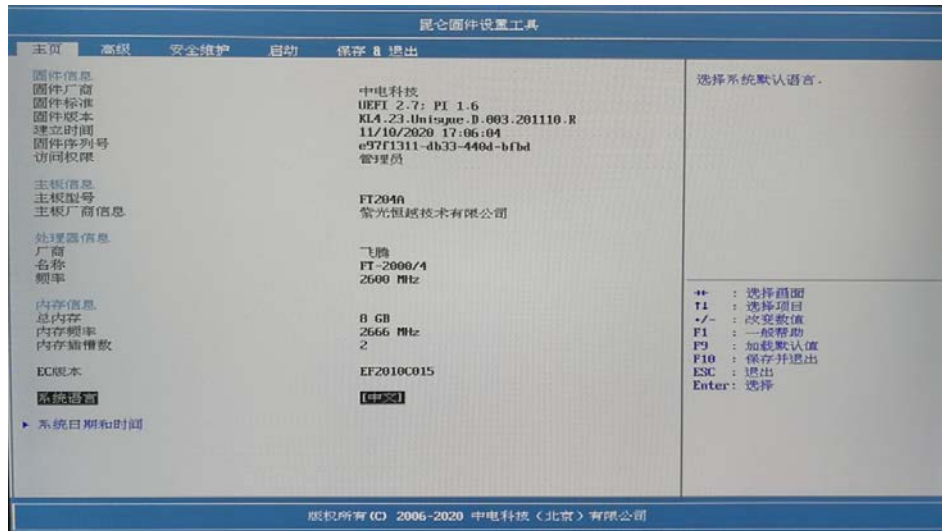 昆仑固件设置工具
主页 高级 安全维护 启动 保存 & 退出
固件信息
固件厂商 中电科技
固件标准 UEFI 2.7; PI 1.6
固件版本 KL4.23.Unisyue.D.003.201110.R
建立时间 11/10/2020 17:06:04
固件序列号 e97f1311-db33-440d-bfbd
访问权限 管理员
主板信息
主板型号 FT204A
主板厂商信息 紫光恒越技术有限公司
处理器信息
厂商 飞腾
名称 FT-2000/4
频率 2600 MHz
内存信息
总内存 8 GB
内存频率 2666 MHz
内存插槽数 2
EC版本 EF2010C015
系统语言 [中文]
▶ 系统日期和时间
选择系统默认语言.
→← : 选择画面
↑↓ : 选择项目
+/- : 改变数值
F1 : 一般帮助
F9 : 加载默认值
F10 : 保存并退出
ESC : 退出
Enter: 选择
版权所有(C) 2006-2020 中电科技(北京)有限公司